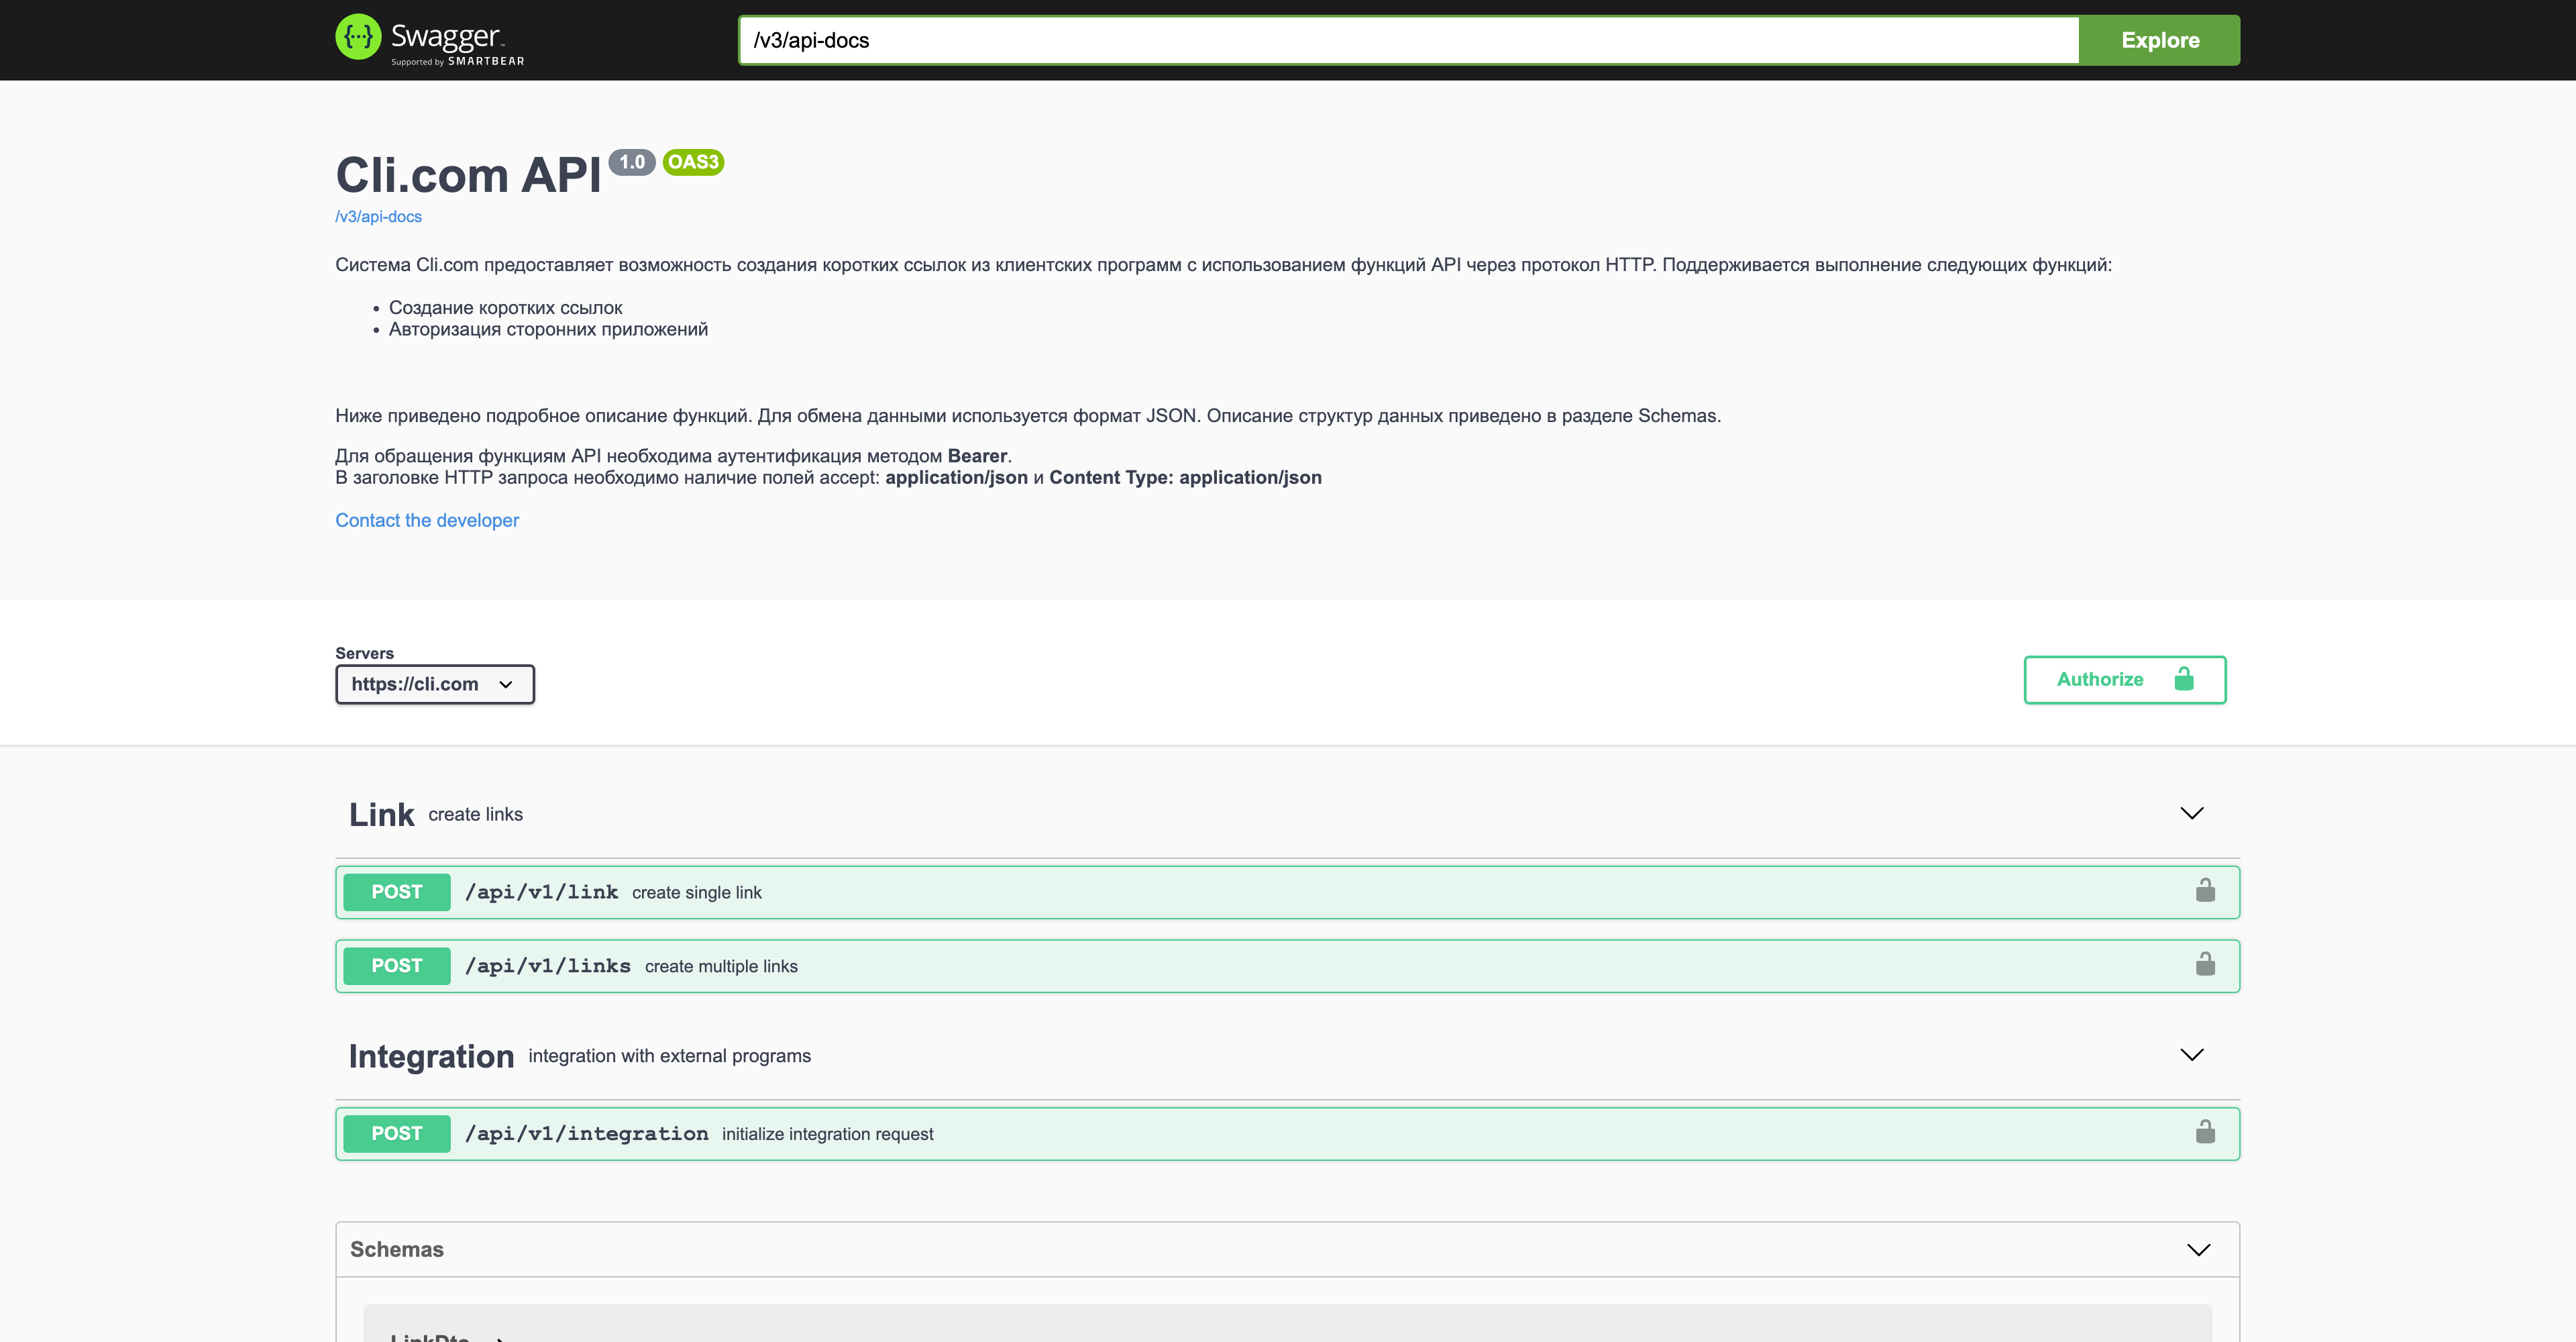 Swagger
Supported by SMARTBEAR
/v3/api-docs
Explore
Cli.com API 1.0 OAS3
/v3/api-docs
Система Cli.com предоставляет возможность создания коротких ссылок из клиентских программ с использованием функций API через протокол HTTP. Поддерживается выполнение следующих функций:
Создание коротких ссылок
Авторизация сторонних приложений
Ниже приведено подробное описание функций. Для обмена данными используется формат JSON. Описание структур данных приведено в разделе Schemas.
Для обращения функциям API необходима аутентификация методом Bearer.
В заголовке HTTP запроса необходимо наличие полей accept: application/json и Content Type: application/json
Contact the developer
Servers
https://cli.com
Authorize
Link create links
POST /api/v1/link create single link
POST /api/v1/links create multiple links
Integration integration with external programs
POST /api/v1/integration initialize integration request
Schemas
LinkDto